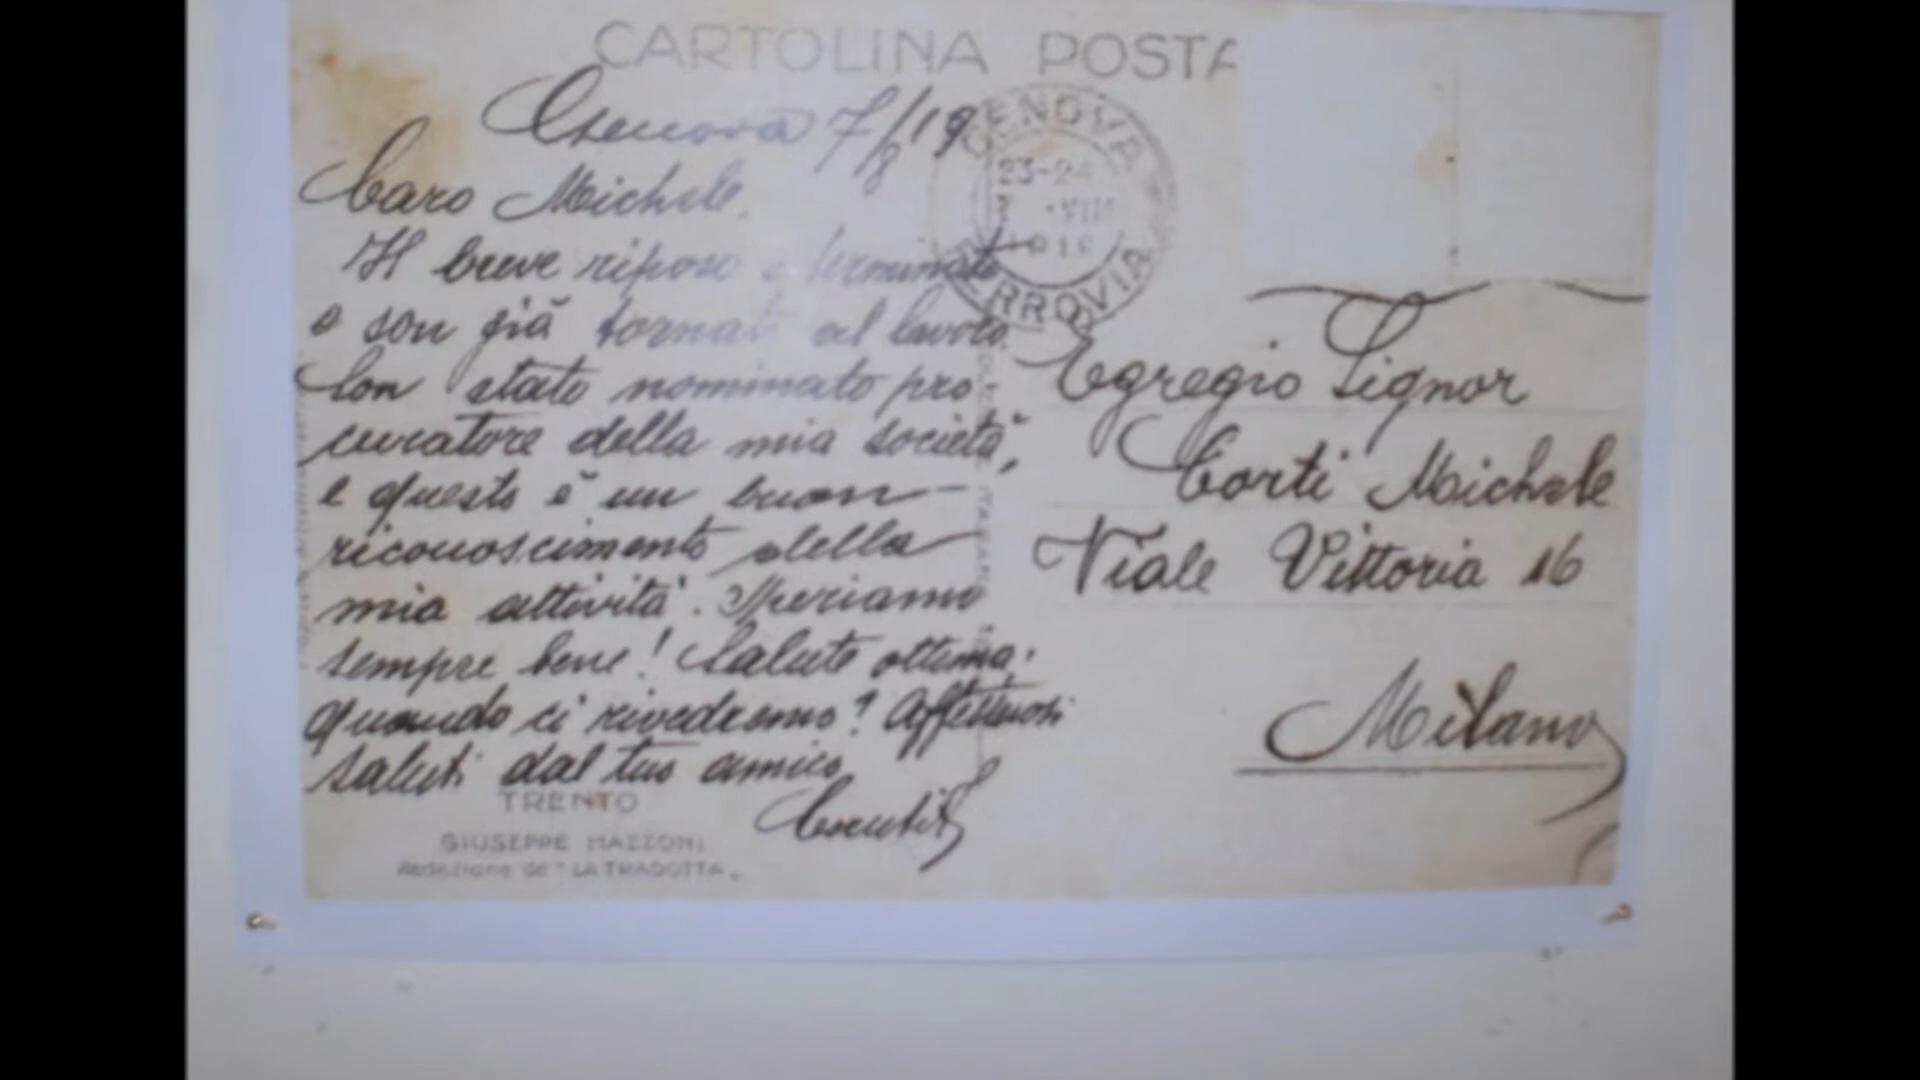 CARTOLINA POSTA
Genova 7/8/19
GENOVA
23-24
7 ·VIII
1919
FERROVIA
Caro Michele,
Il breve riposo è terminato
e son già tornato al lavoro
Son stato nominato pro-
curatore della mia società,
e questo è un buon
riconoscimento della
mia attività. Speriamo
sempre bene! Salute ottima;
quando ci rivedremo? Affettuosi
saluti dal tuo amico
TRENTO
GIUSEPPE MAZZONI
Redazione de "LA TRADOTTA"
Egregio Signor
Corti Michele
Viale Vittoria 16
Milano